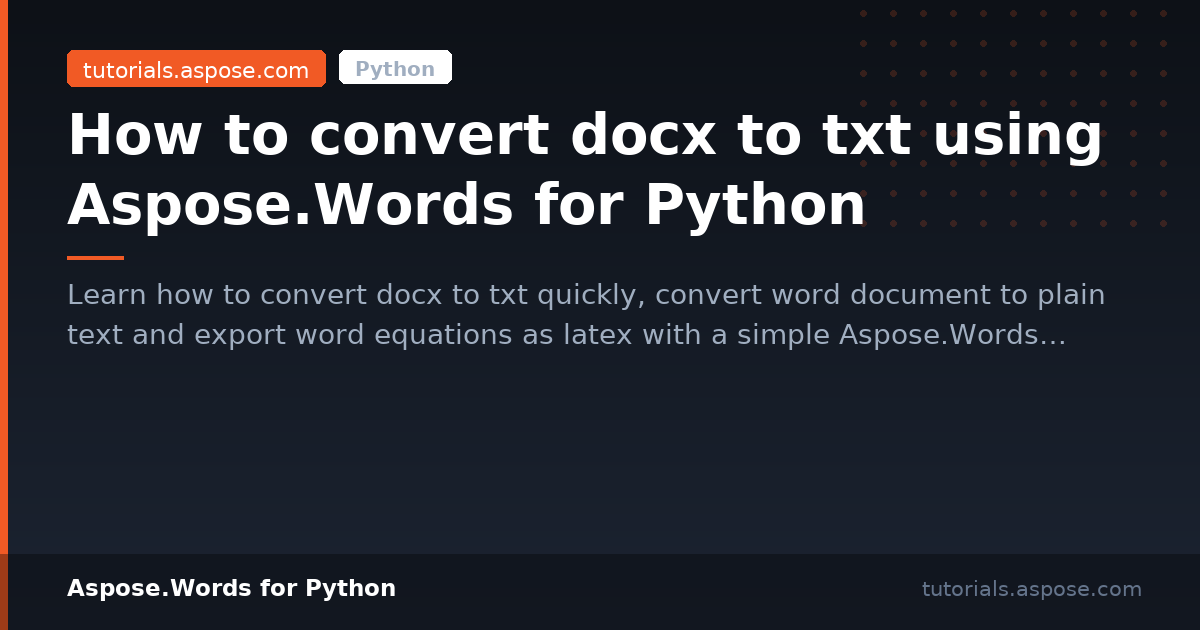 tutorials.aspose.com
Python
How to convert docx to txt using
Aspose.Words for Python
Learn how to convert docx to txt quickly, convert word document to plain
text and export word equations as latex with a simple Aspose.Words...
Aspose.Words for Python
tutorials.aspose.com